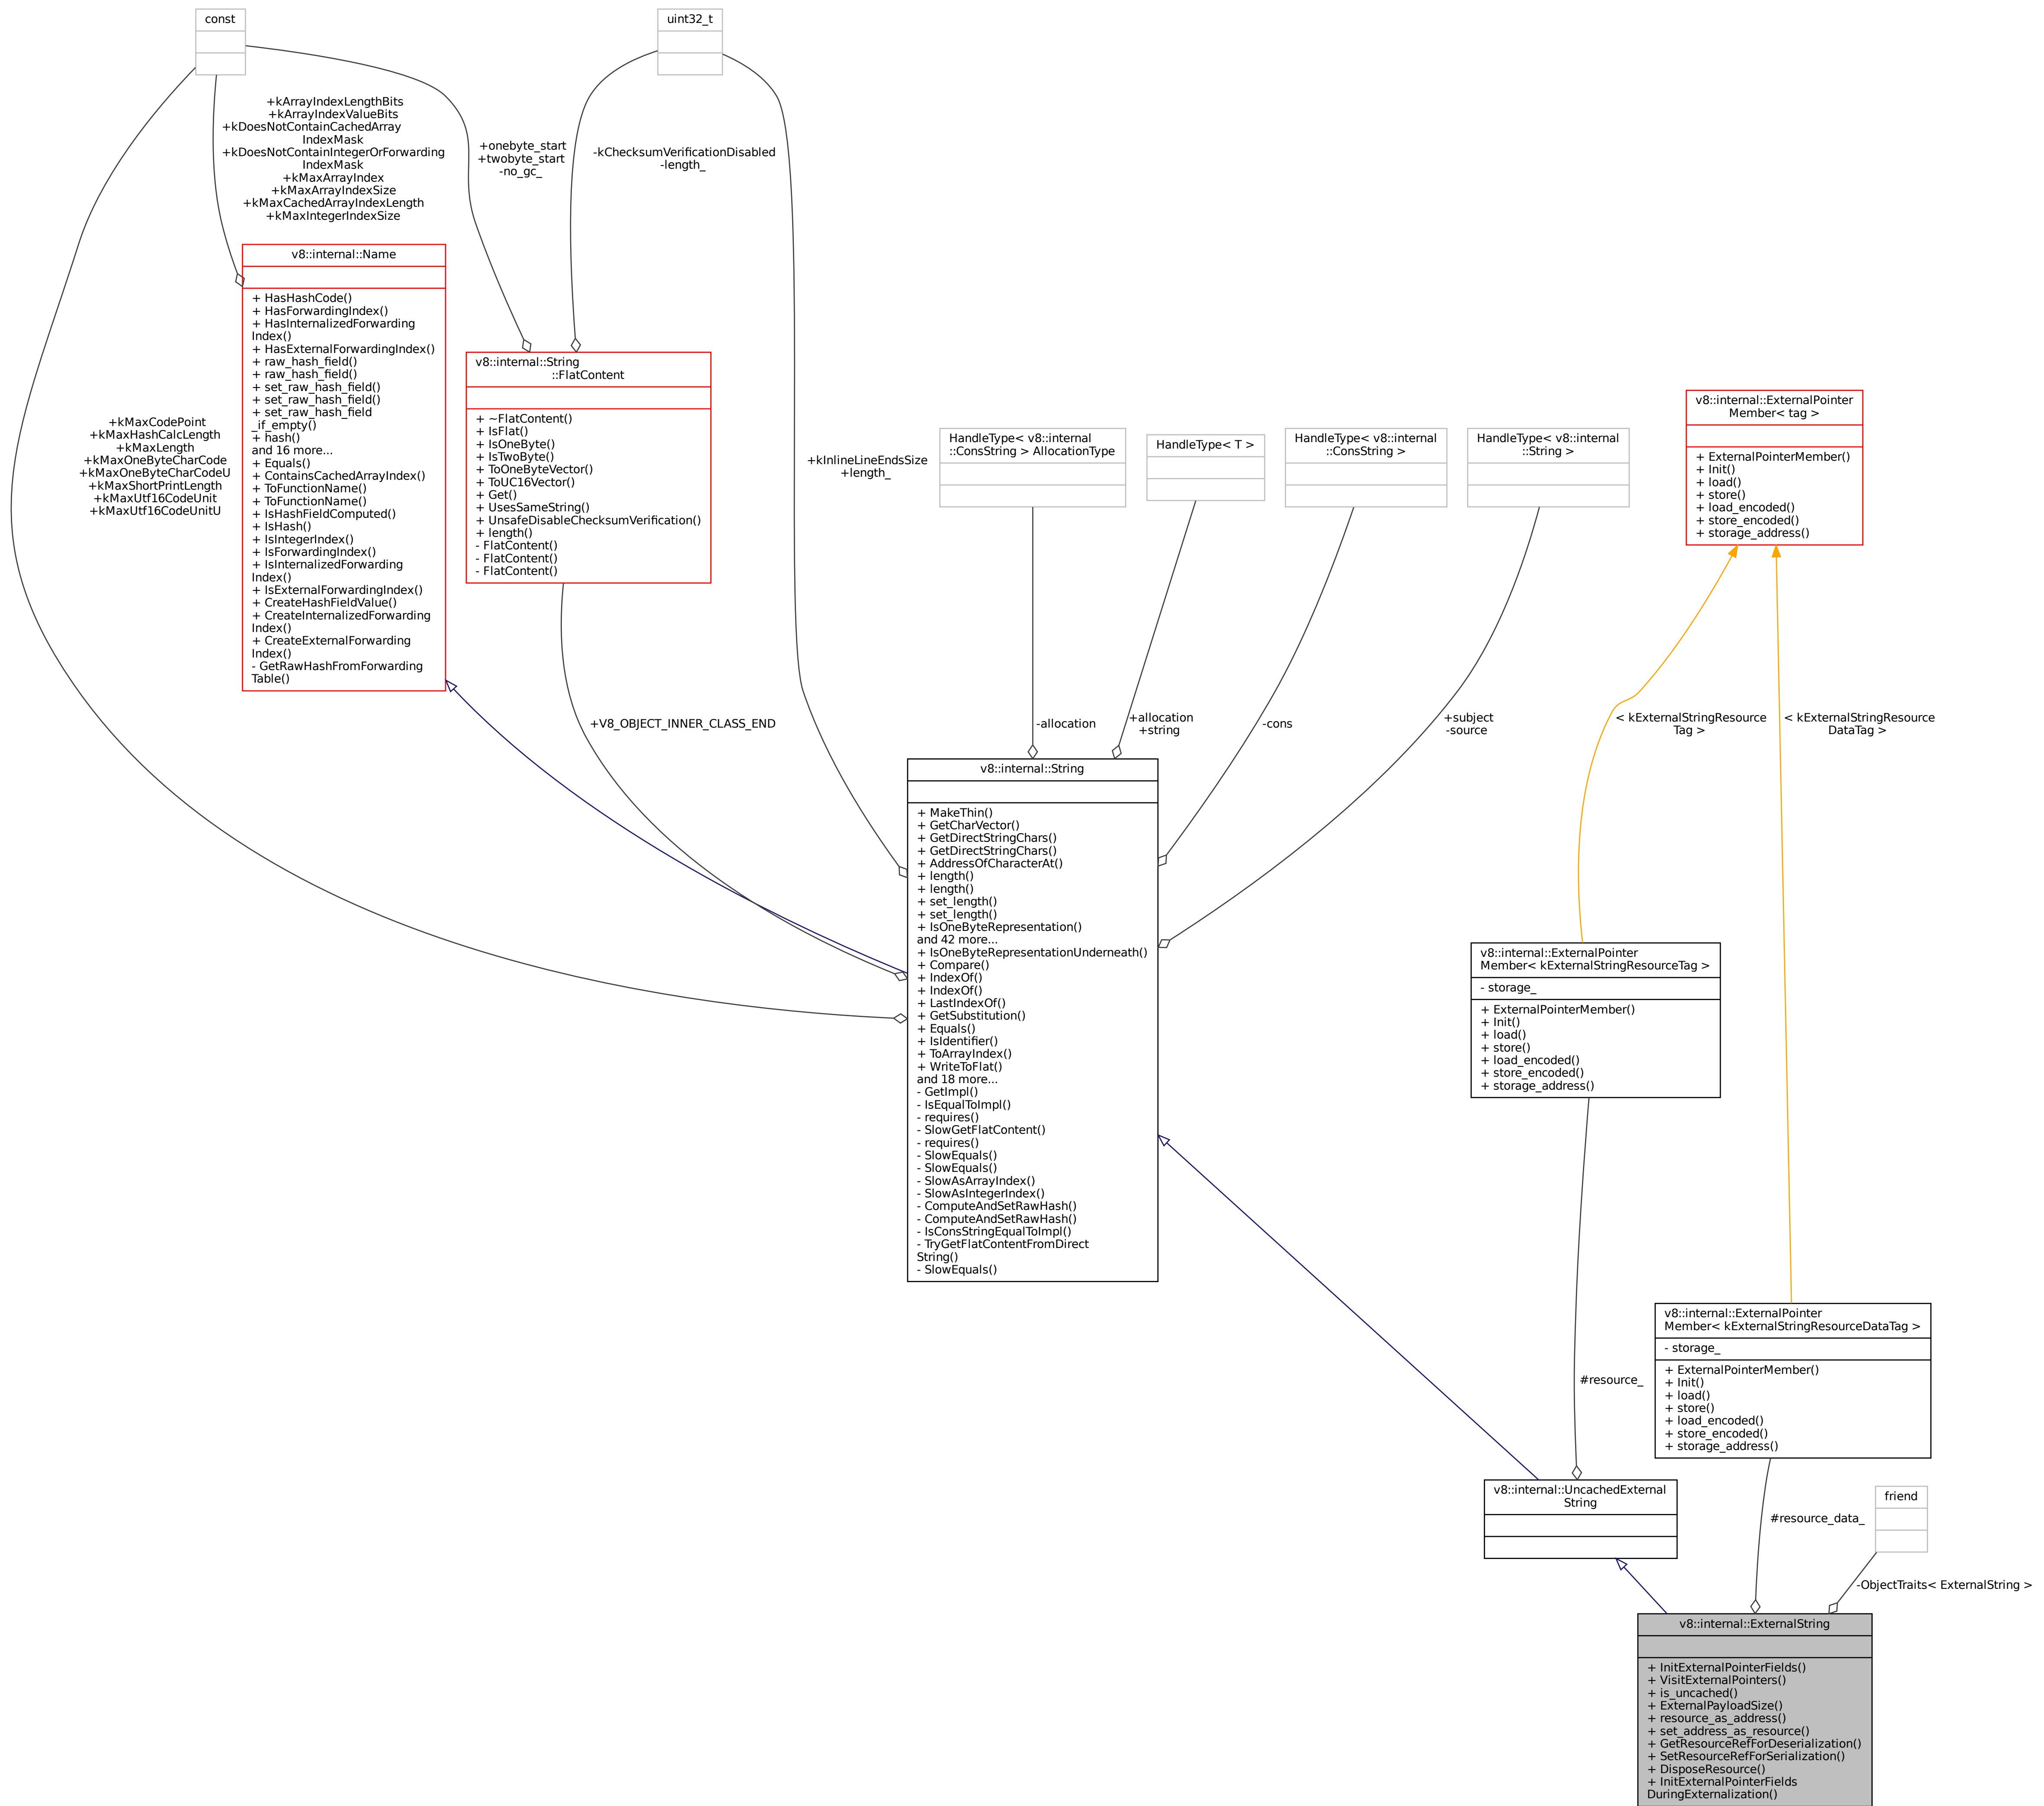 const
uint32_t
+kArrayIndexLengthBits
+kArrayIndexValueBits
+kDoesNotContainCachedArray
IndexMask
+kDoesNotContainIntegerOrForwarding
IndexMask
+kMaxArrayIndex
+kMaxArrayIndexSize
+kMaxCachedArrayIndexLength
+kMaxIntegerIndexSize
+onebyte_start
+twobyte_start
-no_gc_
-kChecksumVerificationDisabled
-length_
v8::internal::Name
+ HasHashCode()
+ HasForwardingIndex()
+ HasInternalizedForwarding
Index()
+ HasExternalForwardingIndex()
+ raw_hash_field()
+ raw_hash_field()
+ set_raw_hash_field()
+ set_raw_hash_field()
+ set_raw_hash_field
_if_empty()
+ hash()
and 16 more...
+ Equals()
+ ContainsCachedArrayIndex()
+ ToFunctionName()
+ ToFunctionName()
+ IsHashFieldComputed()
+ IsHash()
+ IsIntegerIndex()
+ IsForwardingIndex()
+ IsInternalizedForwarding
Index()
+ IsExternalForwardingIndex()
+ CreateHashFieldValue()
+ CreateInternalizedForwarding
Index()
+ CreateExternalForwarding
Index()
- GetRawHashFromForwarding
Table()
v8::internal::String
::FlatContent
+ ~FlatContent()
+ IsFlat()
+ IsOneByte()
+ IsTwoByte()
+ ToOneByteVector()
+ ToUC16Vector()
+ Get()
+ UsesSameString()
+ UnsafeDisableChecksumVerification()
+ length()
- FlatContent()
- FlatContent()
- FlatContent()
+kMaxCodePoint
+kMaxHashCalcLength
+kMaxLength
+kMaxOneByteCharCode
+kMaxOneByteCharCodeU
+kMaxShortPrintLength
+kMaxUtf16CodeUnit
+kMaxUtf16CodeUnitU
+kInlineLineEndsSize
+length_
HandleType< v8::internal
::ConsString > AllocationType
HandleType< T >
HandleType< v8::internal
::ConsString >
HandleType< v8::internal
::String >
v8::internal::ExternalPointer
Member< tag >
+ ExternalPointerMember()
+ Init()
+ load()
+ store()
+ load_encoded()
+ store_encoded()
+ storage_address()
+V8_OBJECT_INNER_CLASS_END
-allocation
+allocation
+string
-cons
+subject
-source
< kExternalStringResource
Tag >
< kExternalStringResource
DataTag >
v8::internal::String
+ MakeThin()
+ GetCharVector()
+ GetDirectStringChars()
+ GetDirectStringChars()
+ AddressOfCharacterAt()
+ length()
+ length()
+ set_length()
+ set_length()
+ IsOneByteRepresentation()
and 42 more...
+ IsOneByteRepresentationUnderneath()
+ Compare()
+ IndexOf()
+ IndexOf()
+ LastIndexOf()
+ GetSubstitution()
+ Equals()
+ IsIdentifier()
+ ToArrayIndex()
+ WriteToFlat()
and 18 more...
- GetImpl()
- IsEqualToImpl()
- requires()
- SlowGetFlatContent()
- requires()
- SlowEquals()
- SlowEquals()
- SlowAsArrayIndex()
- SlowAsIntegerIndex()
- ComputeAndSetRawHash()
- ComputeAndSetRawHash()
- IsConsStringEqualToImpl()
- TryGetFlatContentFromDirect
String()
- SlowEquals()
v8::internal::ExternalPointer
Member< kExternalStringResourceTag >
- storage_
+ ExternalPointerMember()
+ Init()
+ load()
+ store()
+ load_encoded()
+ store_encoded()
+ storage_address()
v8::internal::ExternalPointer
Member< kExternalStringResourceDataTag >
- storage_
+ ExternalPointerMember()
+ Init()
+ load()
+ store()
+ load_encoded()
+ store_encoded()
+ storage_address()
#resource_
v8::internal::UncachedExternal
String
friend
#resource_data_
-ObjectTraits< ExternalString >
v8::internal::ExternalString
+ InitExternalPointerFields()
+ VisitExternalPointers()
+ is_uncached()
+ ExternalPayloadSize()
+ resource_as_address()
+ set_address_as_resource()
+ GetResourceRefForDeserialization()
+ SetResourceRefForSerialization()
+ DisposeResource()
+ InitExternalPointerFields
DuringExternalization()